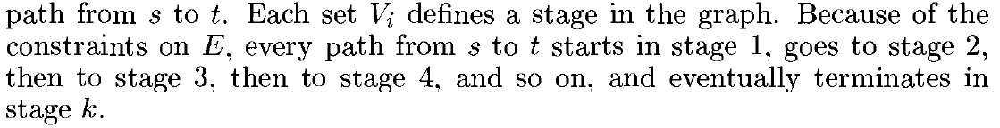 path from s to t. Each set Vi defines a stage in the graph. Because of the
constraints on E, every path from s to t starts in stage 1, goes to stage 2,
then to stage 3, then to stage 4, and so on, and eventually terminates in
stage k.